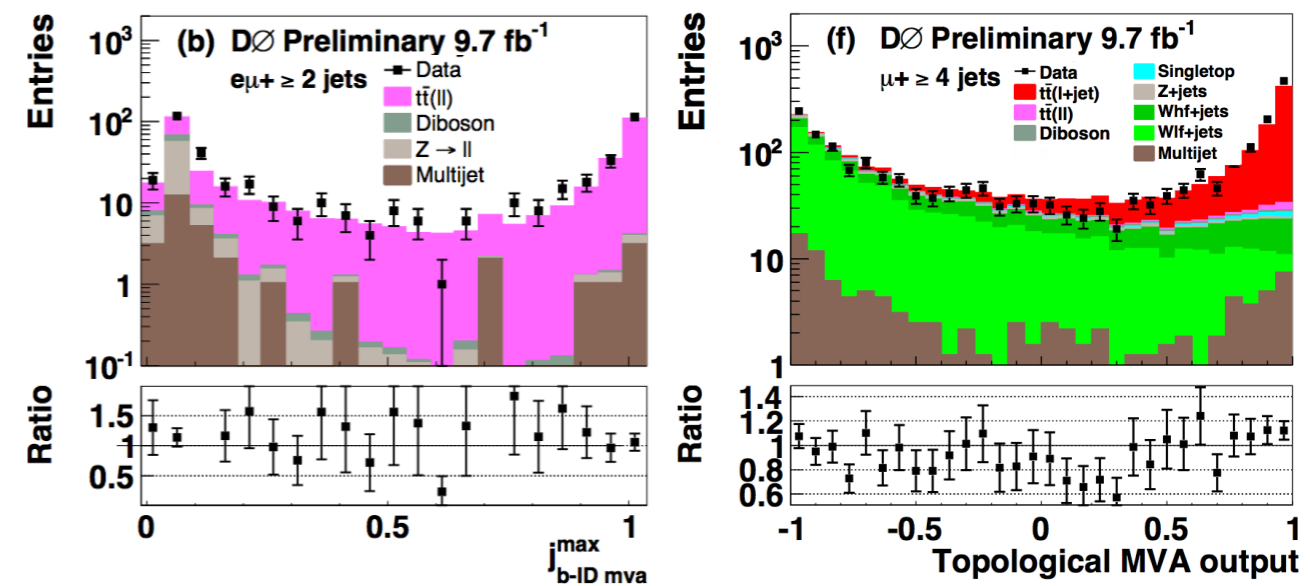 Entries
10³
10²
10
1
10⁻¹
(b) DØ Preliminary 9.7 fb⁻¹
eμ+ ≥ 2 jets
Data
tt̄(ll)
Diboson
Z → ll
Multijet
Ratio
1.5
1
0.5
0 0.5 1
j^max_b-ID mva
Entries
10³
10²
10
1
(f) DØ Preliminary 9.7 fb⁻¹
μ+ ≥ 4 jets
Data
tt̄(l+jet)
tt̄(ll)
Diboson
Singletop
Z+jets
Whf+jets
Wlf+jets
Multijet
Ratio
1.4
1.2
1
0.8
0.6
-1 -0.5 0 0.5 1
Topological MVA output